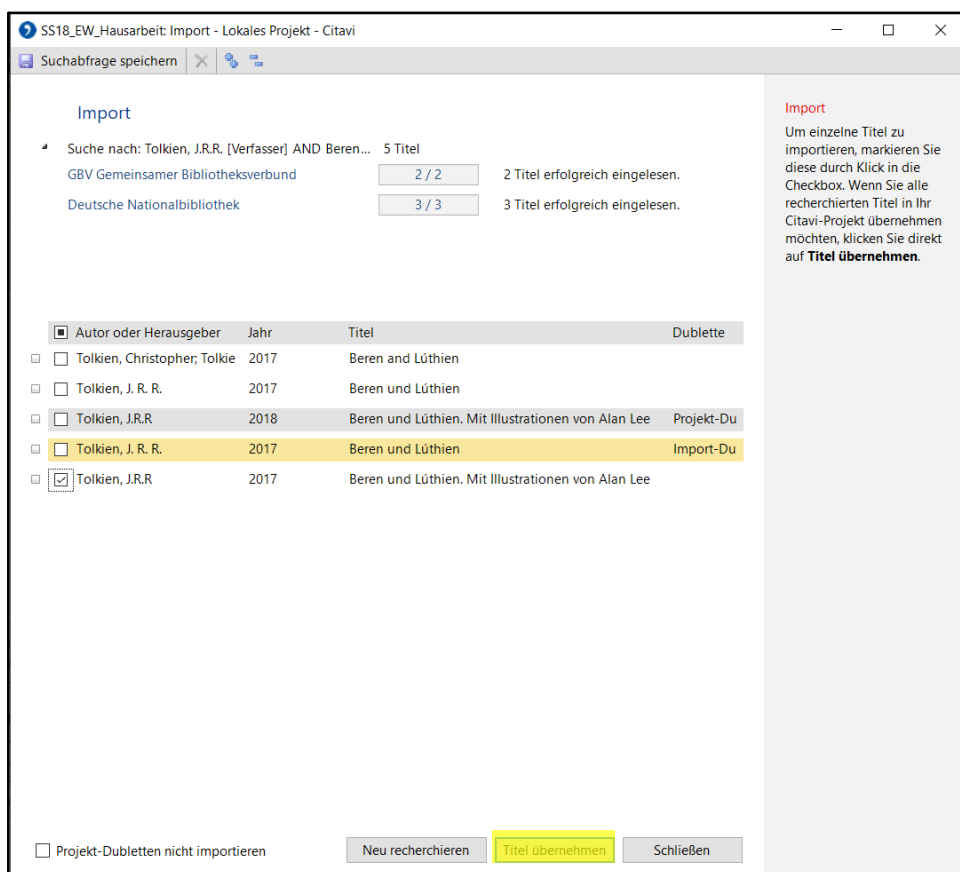 SS18_EW_Hausarbeit: Import - Lokales Projekt - Citavi
Suchabfrage speichern
Import
Suche nach: Tolkien, J.R.R. [Verfasser] AND Beren... 5 Titel
GBV Gemeinsamer Bibliotheksverbund 2 / 2 2 Titel erfolgreich eingelesen.
Deutsche Nationalbibliothek 3 / 3 3 Titel erfolgreich eingelesen.
Autor oder Herausgeber Jahr Titel Dublette
Tolkien, Christopher; Tolkie 2017 Beren and Lúthien
Tolkien, J. R. R. 2017 Beren und Lúthien
Tolkien, J.R.R 2018 Beren und Lúthien. Mit Illustrationen von Alan Lee Projekt-Du
Tolkien, J. R. R. 2017 Beren und Lúthien Import-Du
Tolkien, J.R.R 2017 Beren und Lúthien. Mit Illustrationen von Alan Lee
Projekt-Dubletten nicht importieren Neu recherchieren Titel übernehmen Schließen
Import
Um einzelne Titel zu
importieren, markieren Sie
diese durch Klick in die
Checkbox. Wenn Sie alle
recherchierten Titel in Ihr
Citavi-Projekt übernehmen
möchten, klicken Sie direkt
auf Titel übernehmen.